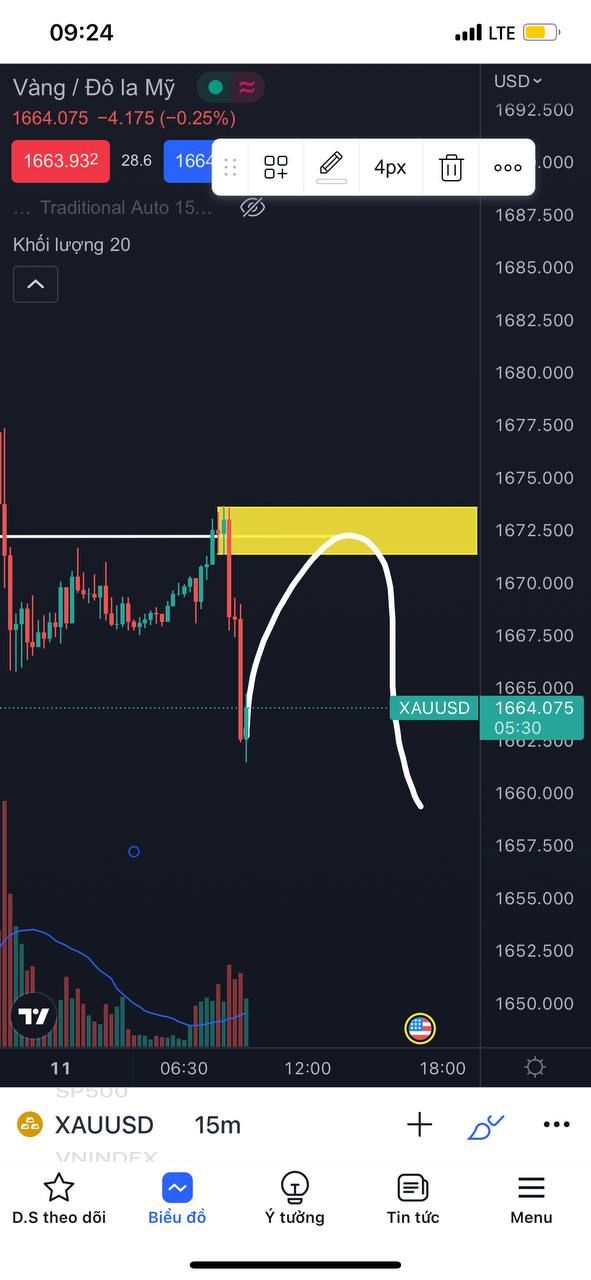 09:24
LTE
Vàng / Đô la Mỹ
USD
1664.075 −4.175 (−0.25%)
1692.500
1663.932 28.6 1664
4px
.000
... Traditional Auto 15...
1687.500
Khối lượng 20
1685.000
1682.500
1680.000
1677.500
1675.000
1672.500
1670.000
1667.500
1665.000
XAUUSD 1664.075
05:30
1662.500
1660.000
1657.500
1655.000
1652.500
1650.000
11 06:30 12:00 18:00
SP500
XAUUSD 15m
VNINDEX
D.S theo dõi Biểu đồ Ý tưởng Tin tức Menu